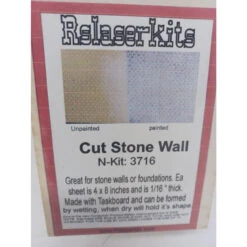 Rslaserkits
Unpainted painted
Cut Stone Wall
N-Kit: 3716
Great for stone walls or foundations. Ea
sheet is 4 x 8 inches and is 1/16" thick.
Made with Taskboard and can be formed
by wetting, when dry will hold it's shape.